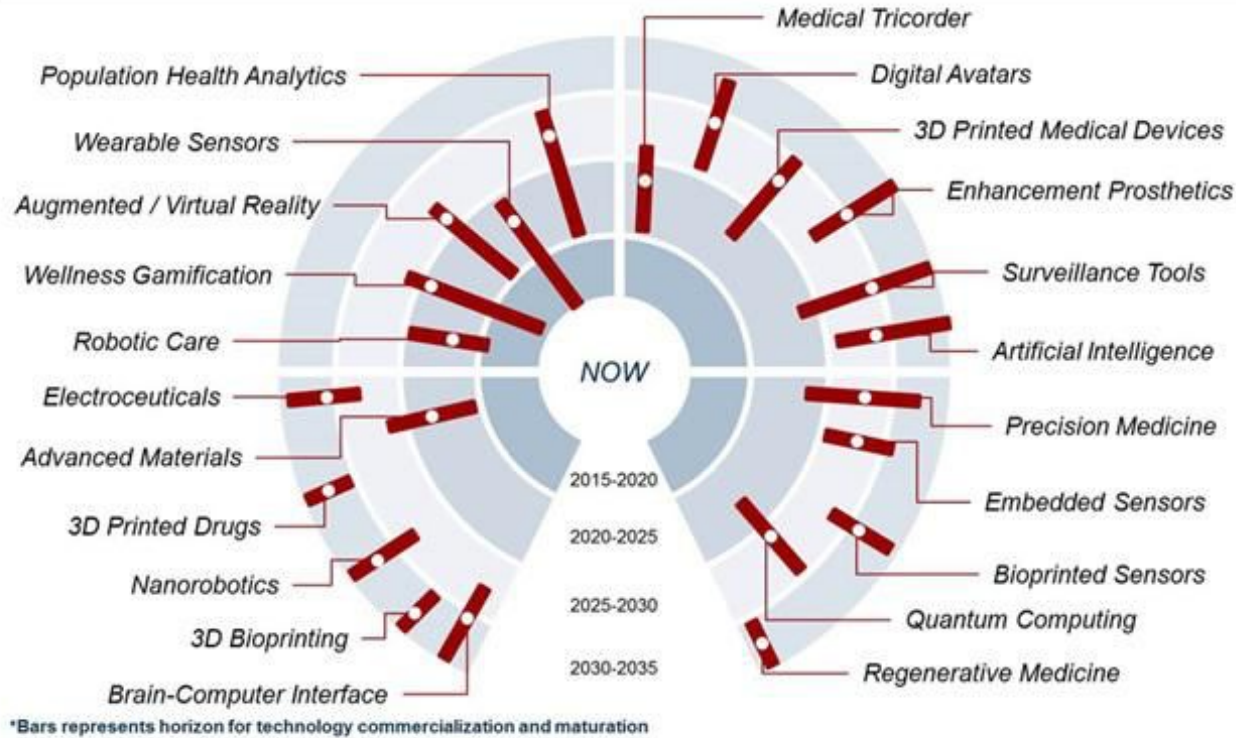 Medical Tricorder
Population Health Analytics
Digital Avatars
Wearable Sensors
3D Printed Medical Devices
Augmented / Virtual Reality
Enhancement Prosthetics
Wellness Gamification
Surveillance Tools
Robotic Care
Artificial Intelligence
NOW
Electroceuticals
Precision Medicine
Advanced Materials
2015-2020
Embedded Sensors
3D Printed Drugs
2020-2025
Nanorobotics
Bioprinted Sensors
2025-2030
Quantum Computing
3D Bioprinting
2030-2035
Regenerative Medicine
Brain-Computer Interface
*Bars represents horizon for technology commercialization and maturation